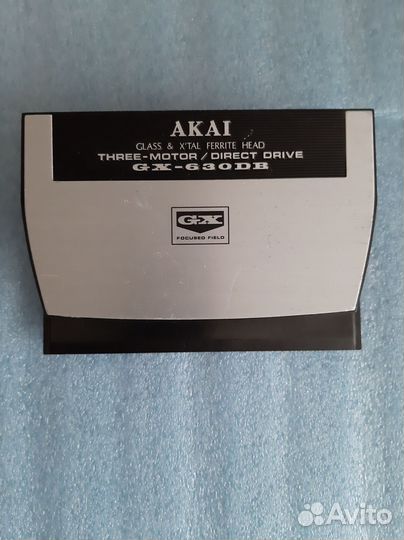 AKAI
GLASS & X'TAL FERRITE HEAD
THREE-MOTOR / DIRECT DRIVE
GX-630DB
GX
FOCUSED FIELD
Avito